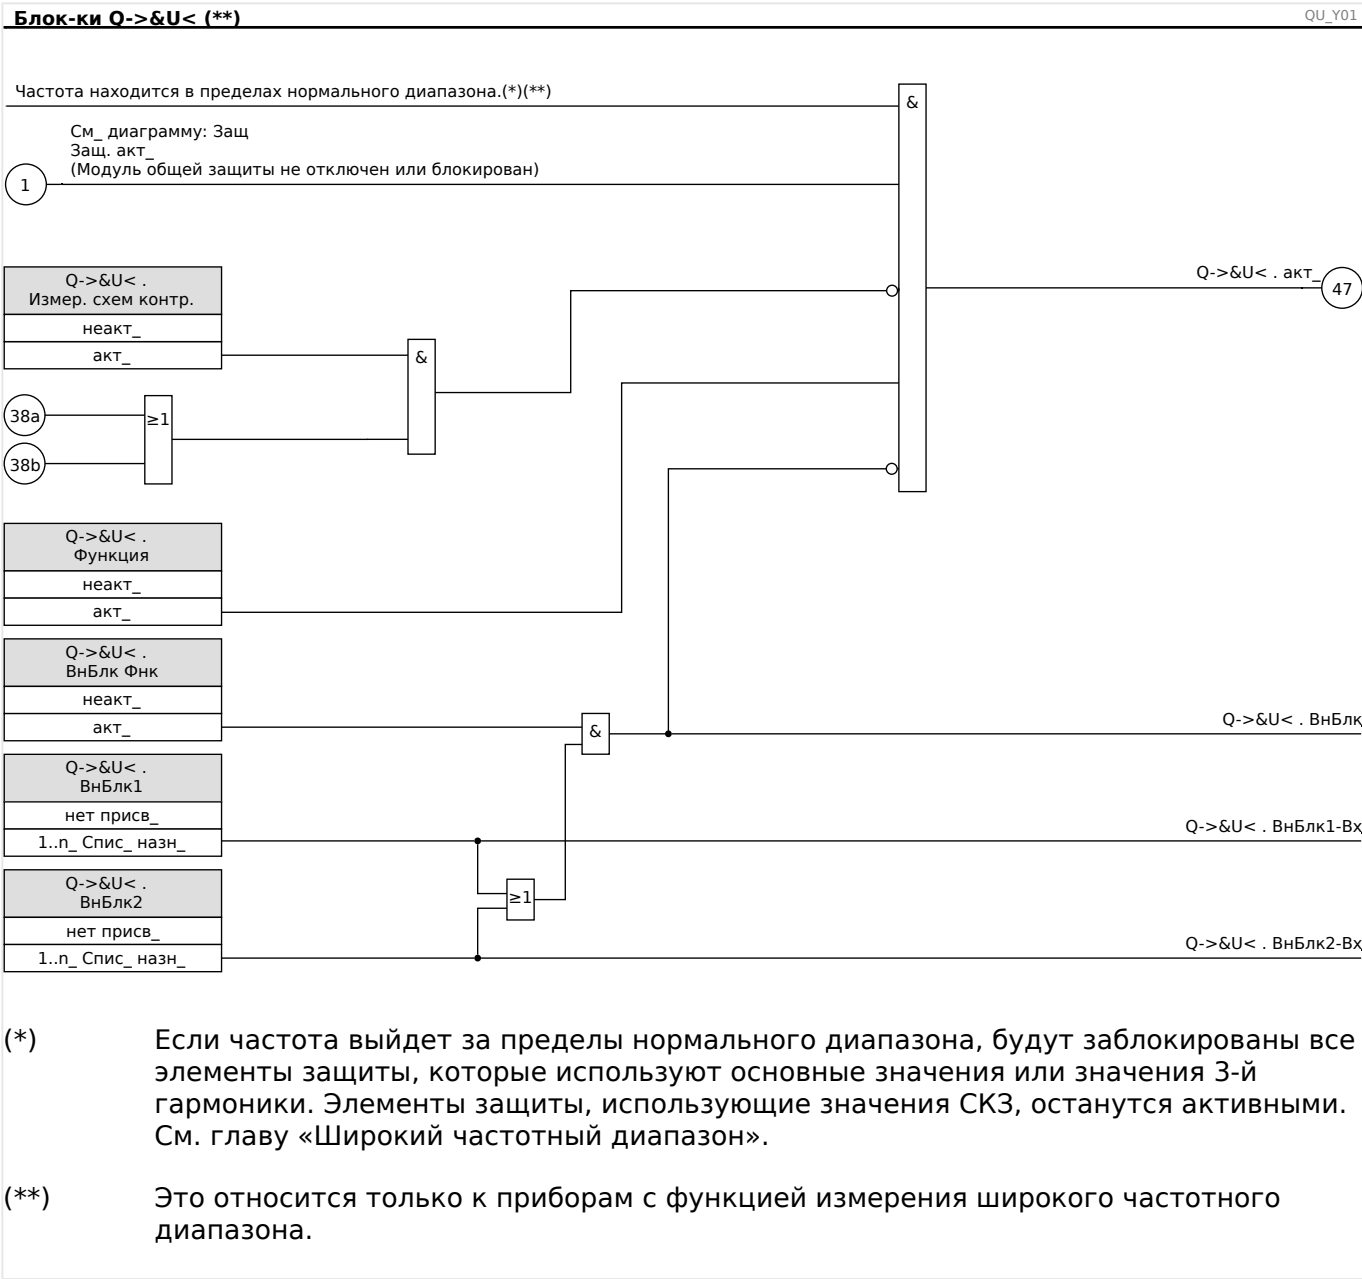 Блок-ки Q->&U< (**)
QU_Y01
Частота находится в пределах нормального диапазона.(*)(**)
&
См_ диаграмму: Защ
Защ. акт_
(Модуль общей защиты не отключен или блокирован)
1
Q->&U< . акт_
47
Q->&U< .
Измер. схем контр.
неакт_
акт_
&
38a
≥1
38b
Q->&U< .
Функция
неакт_
акт_
Q->&U< .
ВнБлк Фнк
неакт_
акт_
&
Q->&U< . ВнБлк
Q->&U< .
ВнБлк1
нет присв_
1..n_ Спис_ назн_
Q->&U< . ВнБлк1-Вх
≥1
Q->&U< .
ВнБлк2
нет присв_
1..n_ Спис_ назн_
Q->&U< . ВнБлк2-Вх
(*) Если частота выйдет за пределы нормального диапазона, будут заблокированы все
элементы защиты, которые используют основные значения или значения 3-й
гармоники. Элементы защиты, использующие значения СКЗ, останутся активными.
См. главу «Широкий частотный диапазон».
(**) Это относится только к приборам с функцией измерения широкого частотного
диапазона.